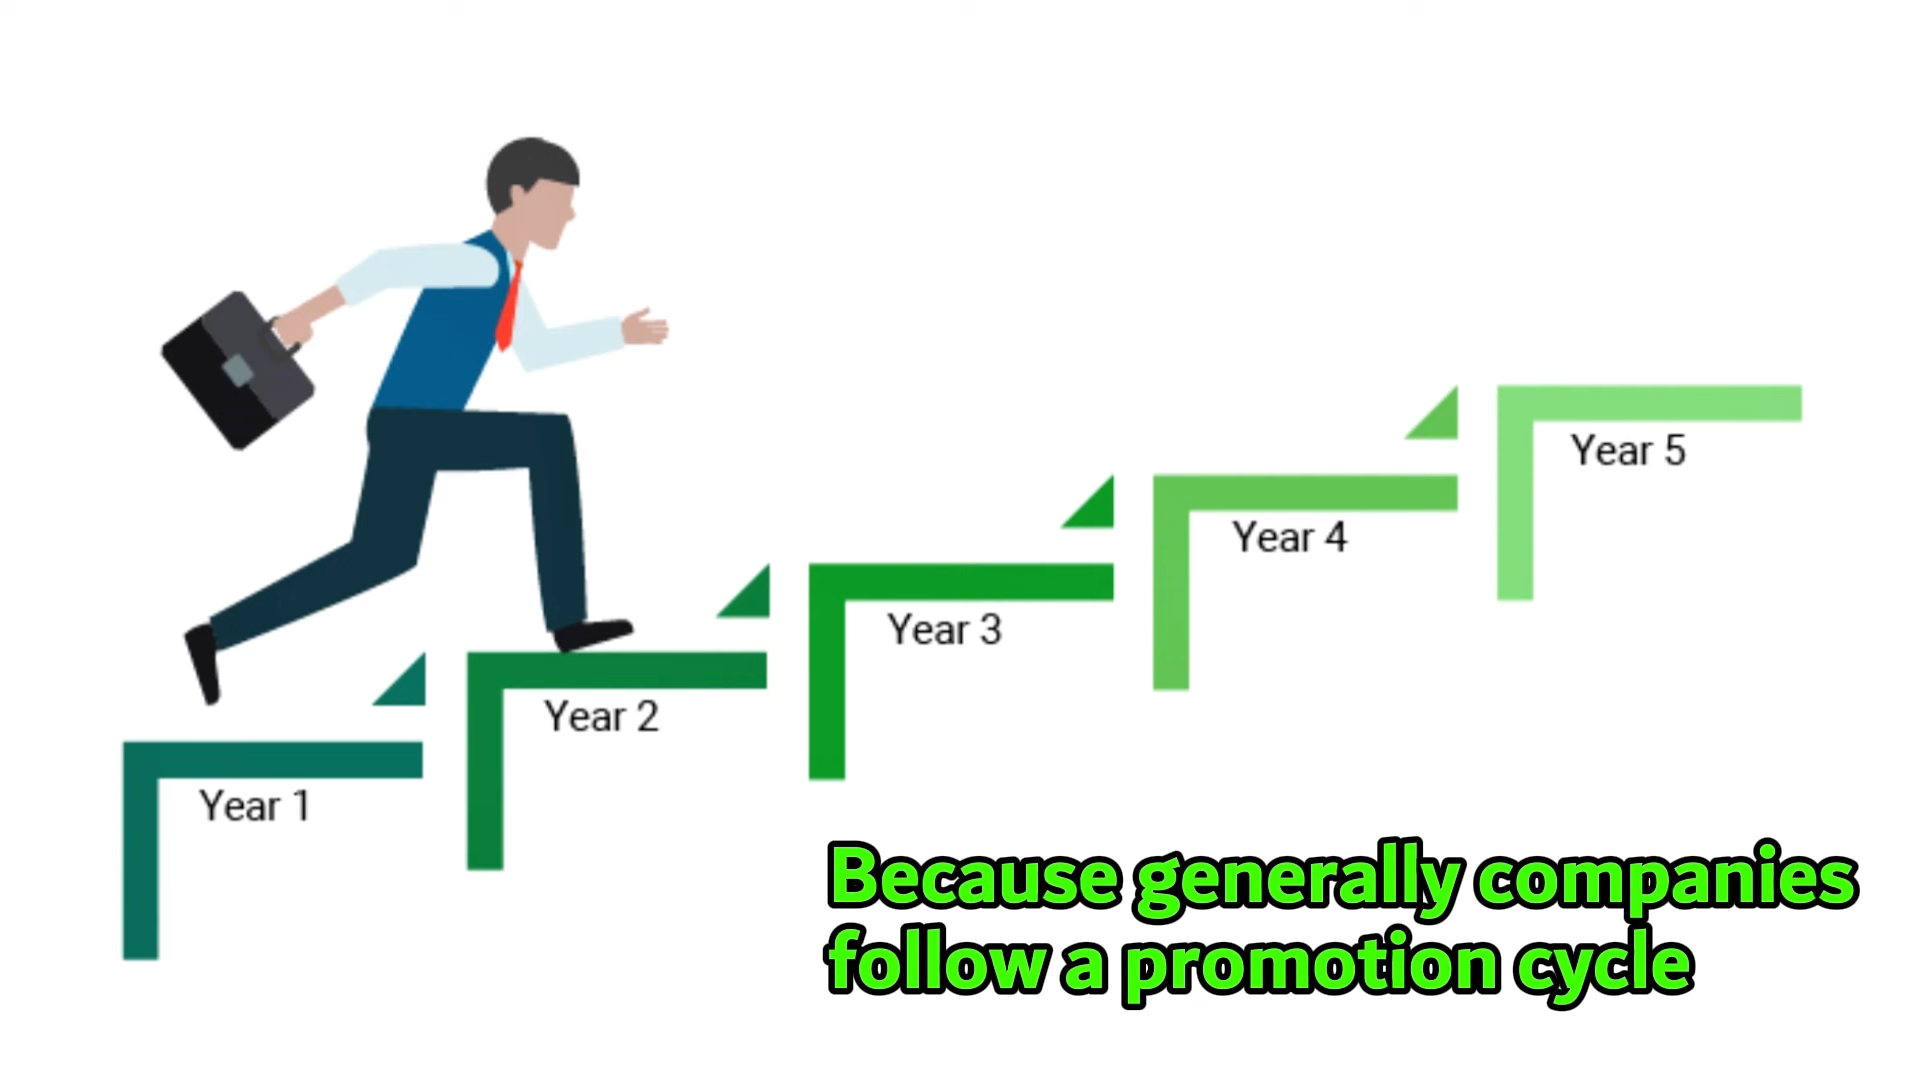 Year 5
Year 4
Year 3
Year 2
Year 1
Because generally companies
follow a promotion cycle